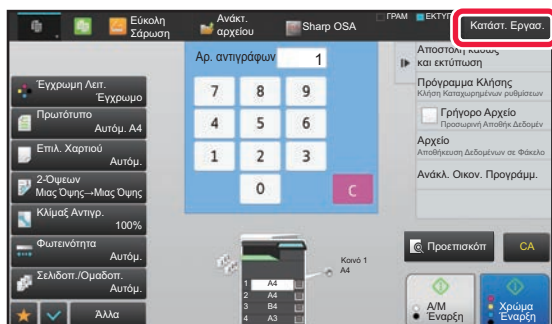 Εύκολη
Σάρωση
Ανάκτ.
αρχείου
Sharp OSA
ΓΡΑΜ
ΕΚΤΥΠ
Κατάστ. Εργασ.
Έγχρωμη Λειτ.
Έγχρωμο
Πρωτότυπο
Αυτόμ. A4
Επιλ. Χαρτιού
Αυτόμ.
2-Όψεων
Μιας Όψης→Μιας Όψης
Κλίμαξ Αντιγρ.
100%
Φωτεινότητα
Αυτόμ.
Σελιδοπ./Ομαδοπ.
Αυτόμ.
Άλλα
Αρ. αντιγράφων 1
7 8 9
4 5 6
1 2 3
0 C
Κοινό 1
A4
1 A4
2 A4
3 B4
4 A3
Αποστολή καθώς
και εκτύπωση
Πρόγραμμα Κλήσης
Κλήση Καταχωρημένων ρυθμίσεων
Γρήγορο Αρχείο
Προσωρινή Αποθήκ Δεδομέν
Αρχείο
Αποθήκευση Δεδομένων σε Φάκελο
Ανάκλ. Οικον. Προγράμμ.
Προεπισκόπ
CA
Α/Μ
Έναρξη
Χρώμα
Έναρξη